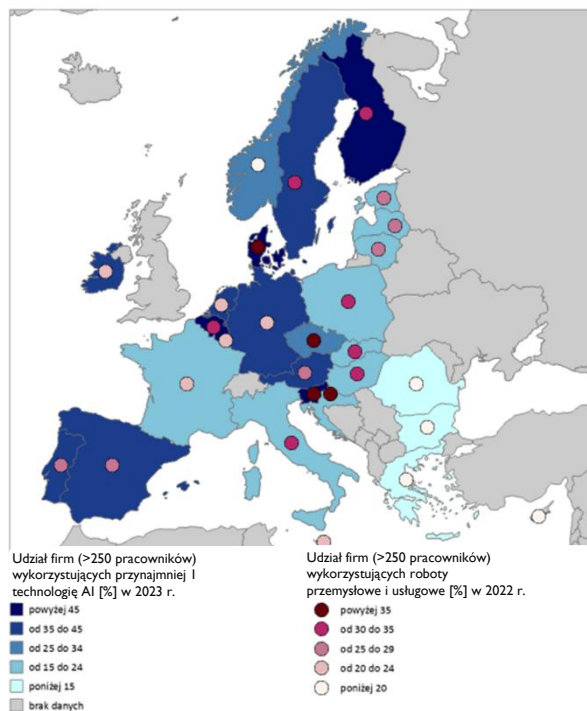 Udział firm (>250 pracowników)
wykorzystujących przynajmniej 1
technologię AI [%] w 2023 r.
powyżej 45
od 35 do 45
od 25 do 34
od 15 do 24
poniżej 15
brak danych
Udział firm (>250 pracowników)
wykorzystujących roboty
przemysłowe i usługowe [%] w 2022 r.
powyżej 35
od 30 do 35
od 25 do 29
od 20 do 24
poniżej 20